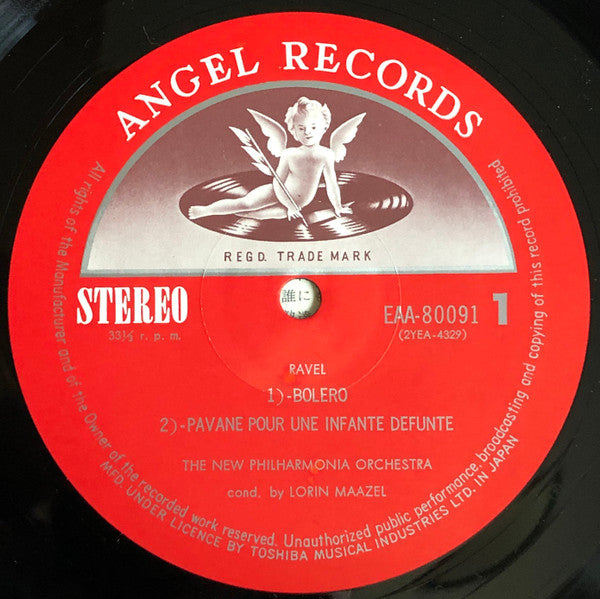 ANGEL RECORDS
REGD. TRADE MARK
STEREO
33⅓ r. p. m.
誰に
EAA-80091 1
(2YEA-4329)
RAVEL
1)-BOLERO
2)-PAVANE POUR UNE INFANTE DEFUNTE
THE NEW PHILHARMONIA ORCHESTRA
cond. by LORIN MAAZEL
All rights of the Manufacturer and of the Owner of the recorded work reserved. Unauthorized public performance, broadcasting and copying of this record prohibited
MFD. UNDER LICENCE BY TOSHIBA MUSICAL INDUSTRIES LTD. IN JAPAN